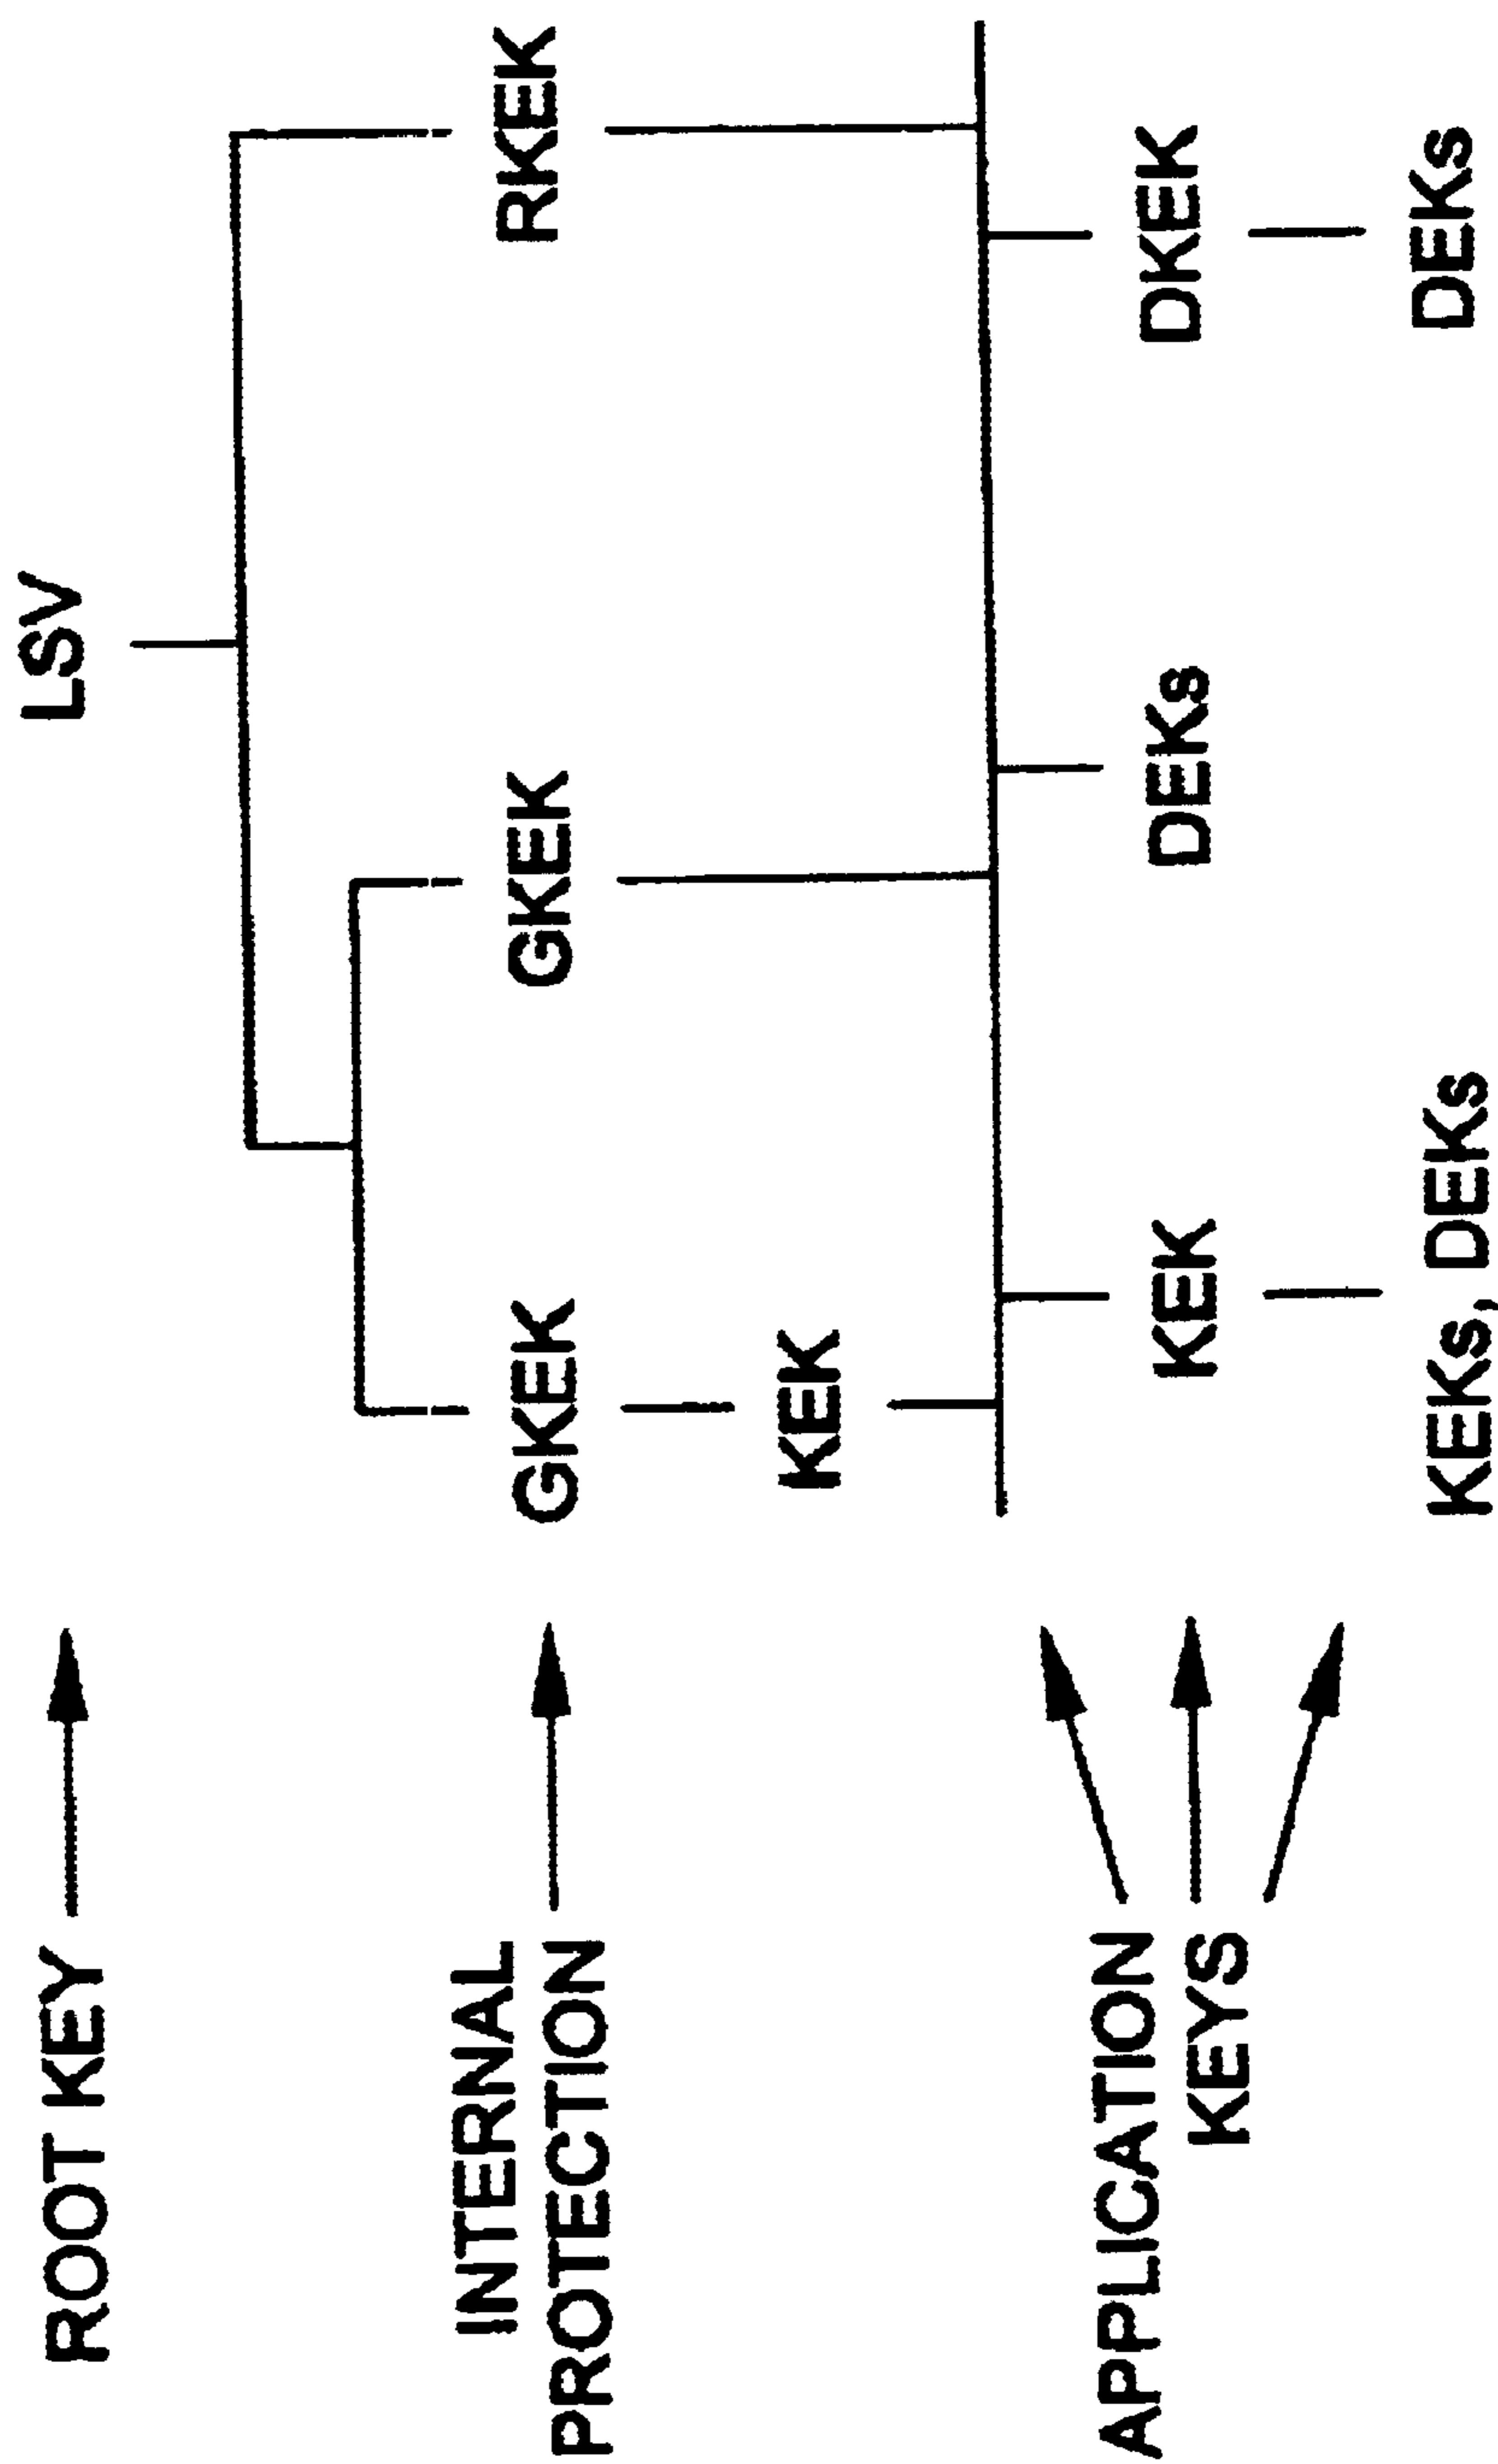 ROOT KEY
LSV
INTERNAL
PROTECTION
GKEK
GKEK
RKEK
KEK
APPLICATION
KEYS
KEK
DEKs
DKEK
KEKs, DEKs
DEKs